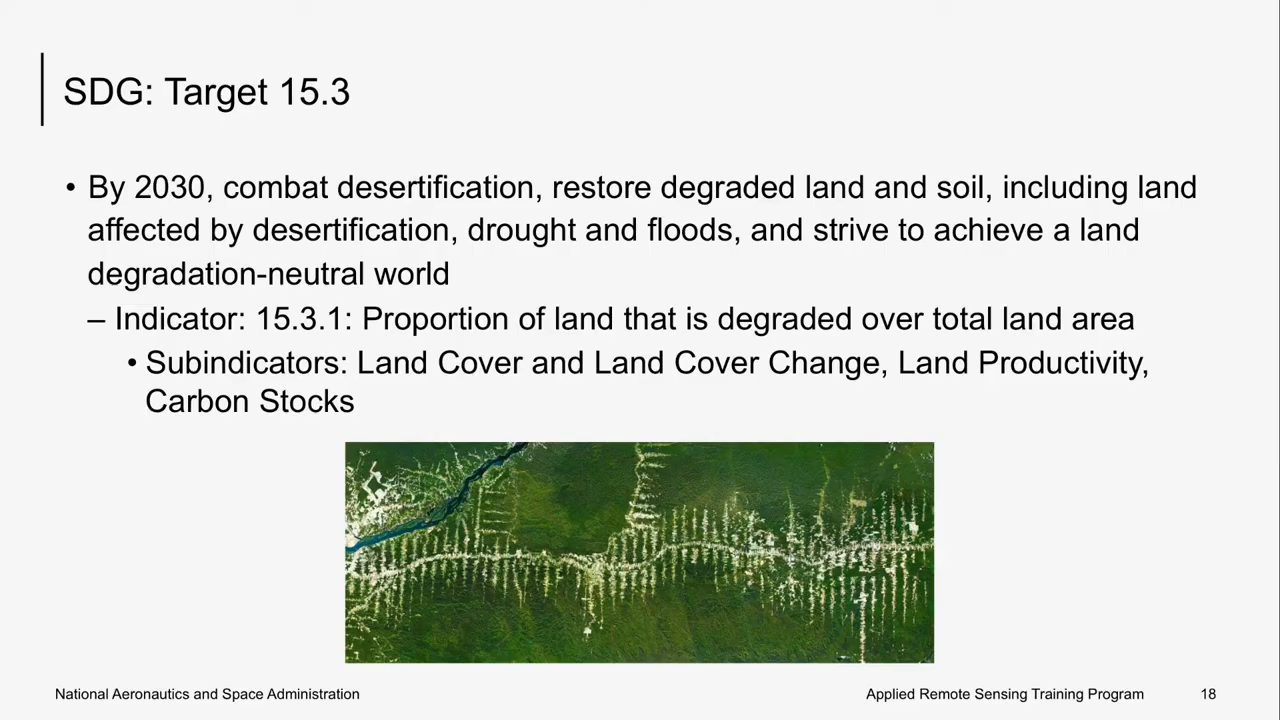 SDG: Target 15.3
• By 2030, combat desertification, restore degraded land and soil, including land
affected by desertification, drought and floods, and strive to achieve a land
degradation-neutral world
– Indicator: 15.3.1: Proportion of land that is degraded over total land area
• Subindicators: Land Cover and Land Cover Change, Land Productivity,
Carbon Stocks
National Aeronautics and Space Administration
Applied Remote Sensing Training Program
18